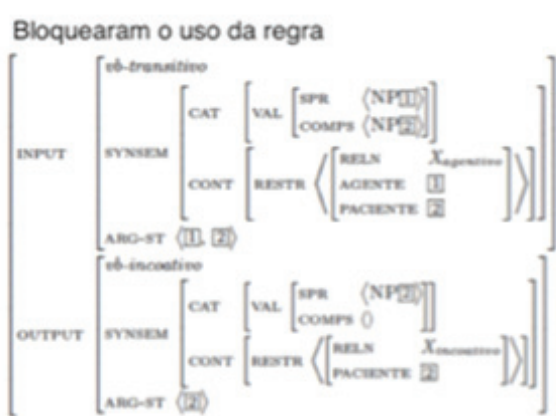 Bloquearam o uso da regra
vb-transitivo
CAT VAL SPR ⟨NP[1]⟩
COMPS ⟨NP[2]⟩
INPUT SYNSEM
CONT RESTR ⟨ RELN X agentivo
AGENTE [1]
PACIENTE [2] ⟩
ARG-ST ⟨[1], [2]⟩
vb-incoativo
CAT VAL SPR ⟨NP[2]⟩
COMPS ⟨⟩
OUTPUT SYNSEM
CONT RESTR ⟨ RELN X incoativo
PACIENTE [2] ⟩
ARG-ST ⟨[2]⟩